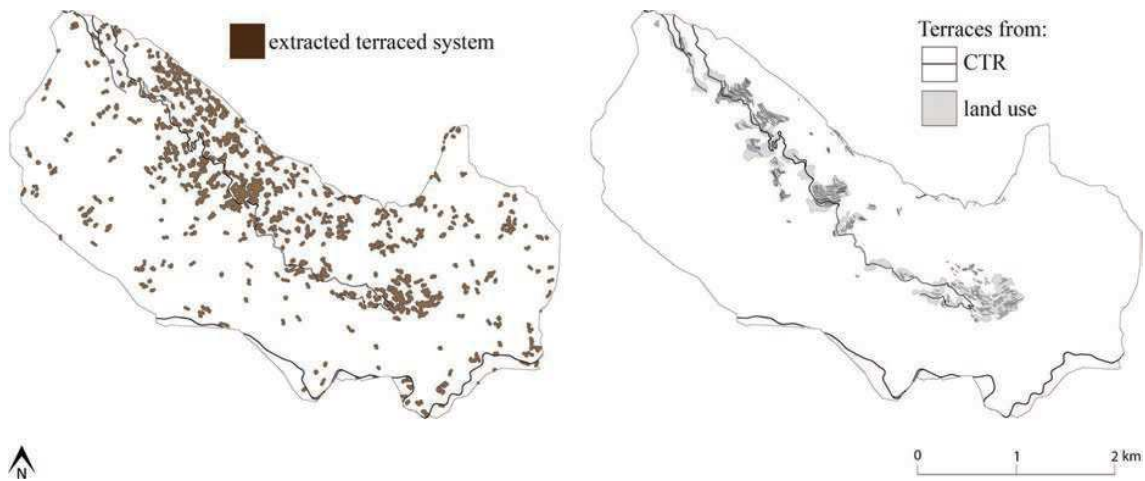 extracted terraced system
Terraces from:
CTR
land use
N
0 1 2 km